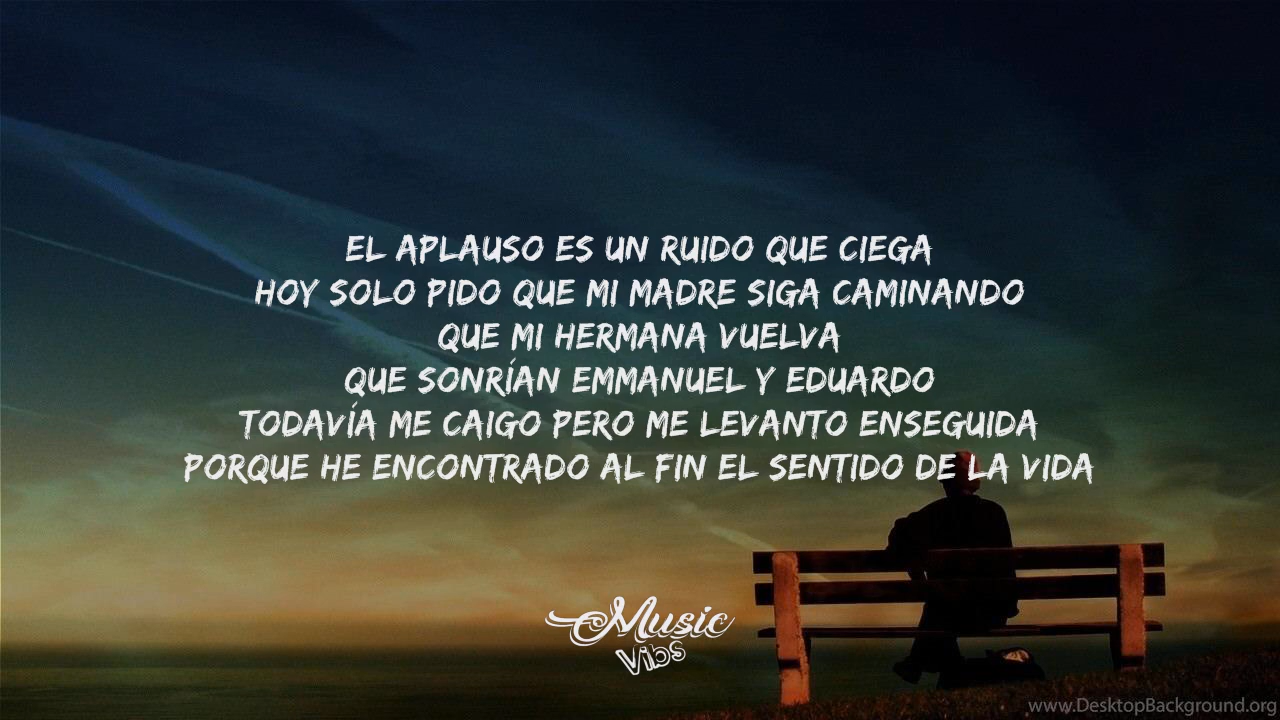 EL APLAUSO ES UN RUIDO QUE CIEGA
HOY SOLO PIDO QUE MI MADRE SIGA CAMINANDO
QUE MI HERMANA VUELVA
QUE SONRÍAN EMMANUEL Y EDUARDO
TODAVÍA ME CAIGO PERO ME LEVANTO ENSEGUIDA
PORQUE HE ENCONTRADO AL FIN EL SENTIDO DE LA VIDA
Music
Vibs
www.DesktopBackground.org